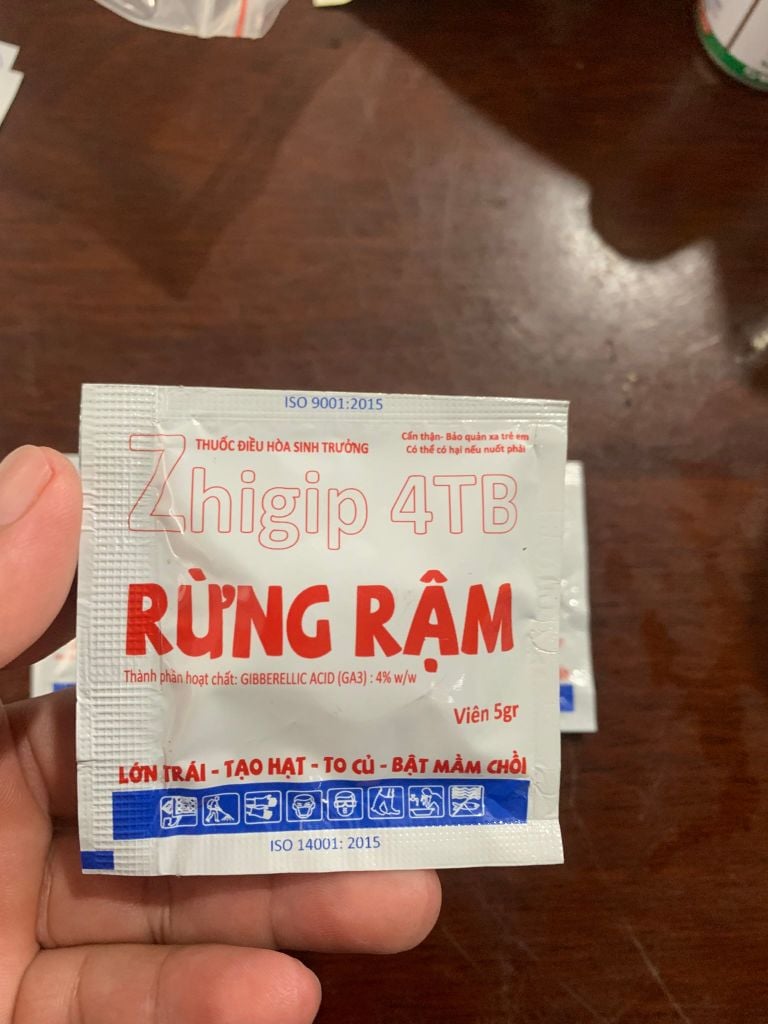 ISO 9001:2015
THUỐC ĐIỀU HÒA SINH TRƯỞNG
Cẩn thận- Bảo quản xa trẻ em
Có thể có hại nếu nuốt phải
Zhigip 4TB
RỪNG RẬM
Thành phần hoạt chất: GIBBERELLIC ACID (GA3) : 4% w/w
Viên 5gr
LỚN TRÁI - TẠO HẠT - TO CỦ - BẬT MẦM CHỒI
ISO 14001: 2015